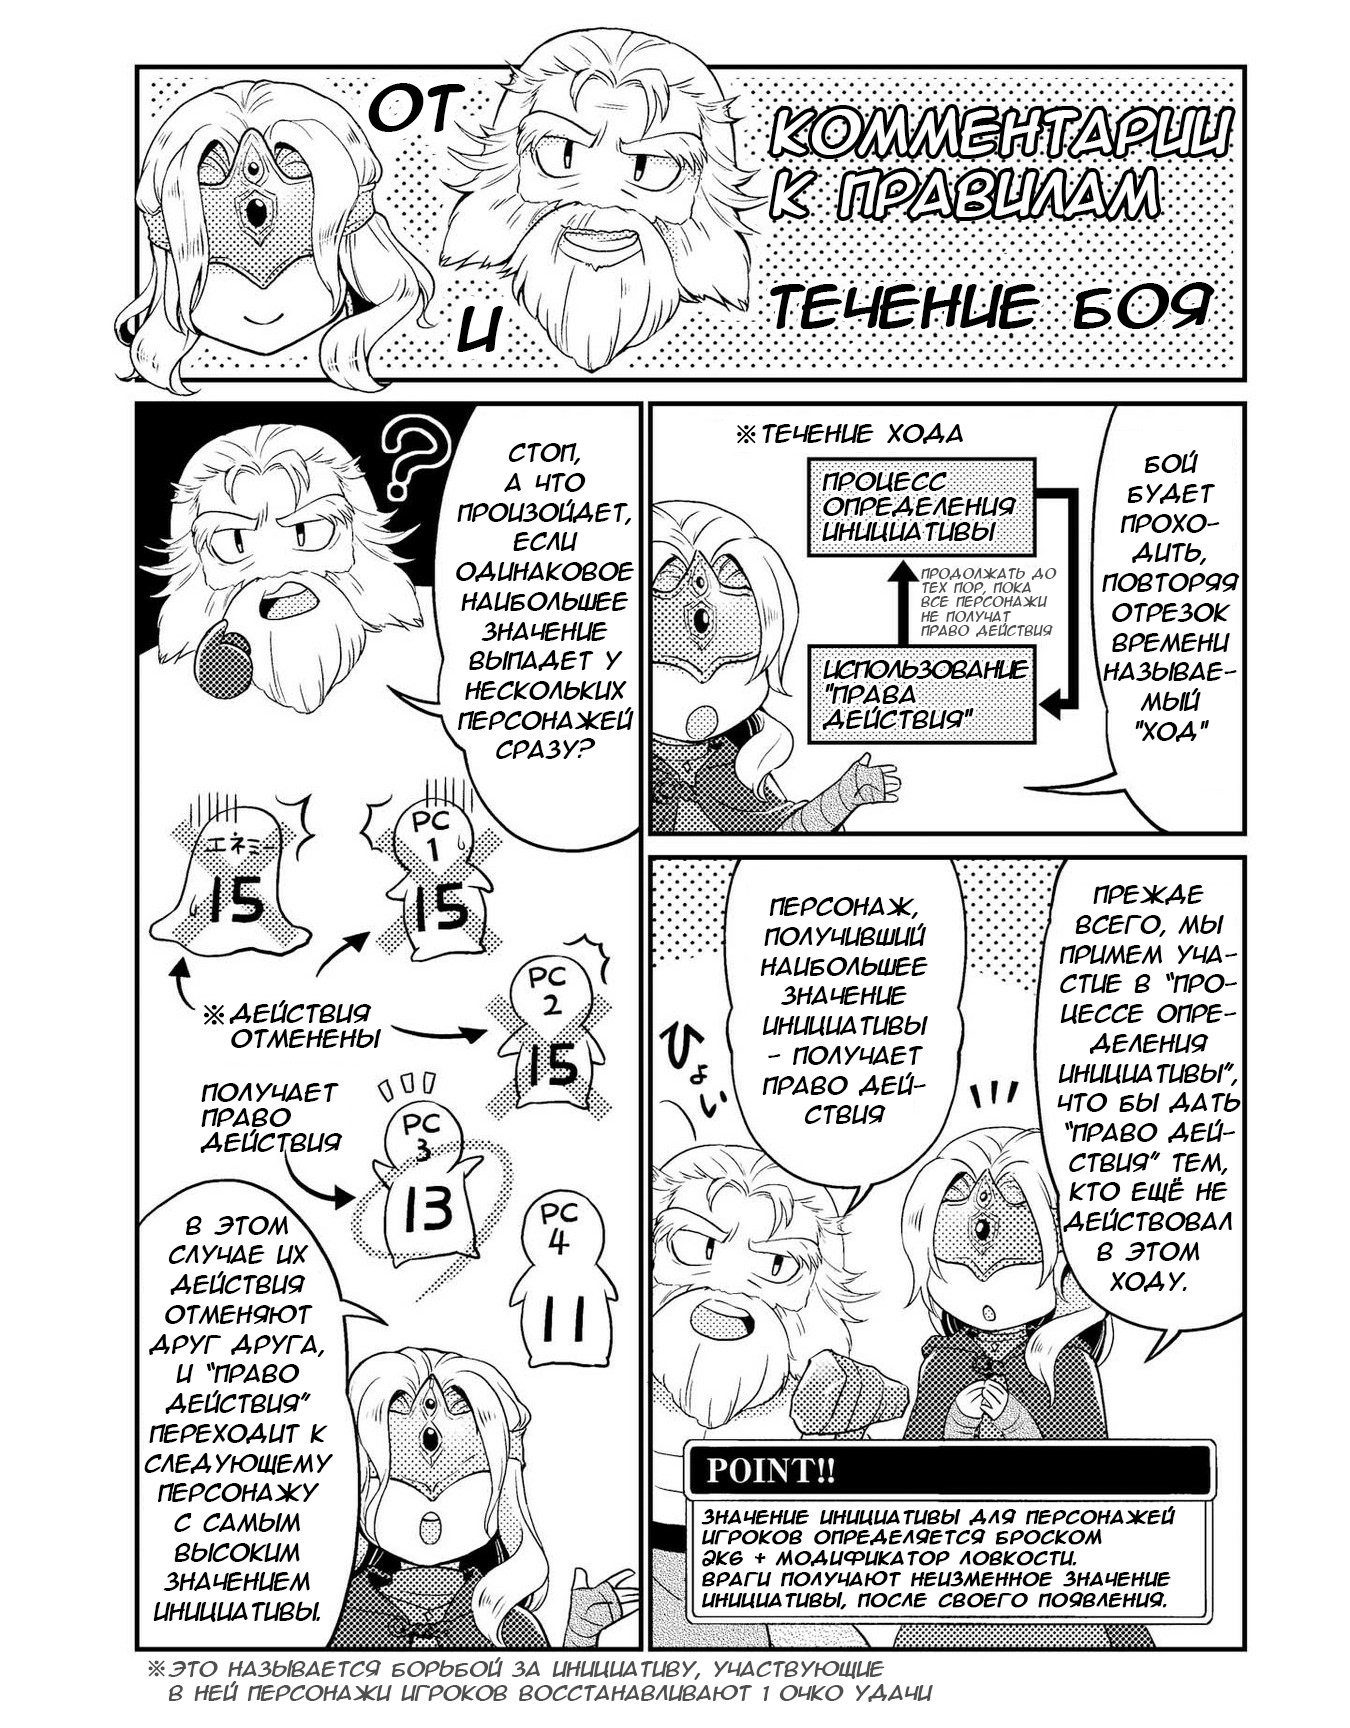 ОТ
И
КОММЕНТАРИИ
К ПРАВИЛАМ
ТЕЧЕНИЕ БОЯ
※ТЕЧЕНИЕ ХОДА
ПРОЦЕСС
ОПРЕДЕЛЕНИЯ
ИНИЦИАТИВЫ
ПРОДОЛЖАТЬ ДО
ТЕХ ПОР, ПОКА
ВСЕ ПЕРСОНАЖИ
НЕ ПОЛУЧАТ
ПРАВО ДЕЙСТВИЯ
ИСПОЛЬЗОВАНИЕ
"ПРАВА
ДЕЙСТВИЯ"
БОЙ
БУДЕТ
ПРОХО-
ДИТЬ,
ПОВТОРЯЯ
ОТРЕЗОК
ВРЕМЕНИ
НАЗЫВАЕ-
МЫЙ
"ХОД"
ПРЕЖДЕ
ВСЕГО, МЫ
ПРИМЕМ УЧА-
СТИЕ В "ПРО-
ЦЕССЕ ОПРЕ-
ДЕЛЕНИЯ
ИНИЦИАТИВЫ",
ЧТО БЫ ДАТЬ
"ПРАВО ДЕЙ-
СТВИЯ" ТЕМ,
КТО ЕЩЁ НЕ
ДЕЙСТВОВАЛ
В ЭТОМ
ХОДУ.
ПЕРСОНАЖ,
ПОЛУЧИВШИЙ
НАИБОЛЬШЕЕ
ЗНАЧЕНИЕ
ИНИЦИАТИВЫ
- ПОЛУЧАЕТ
ПРАВО ДЕЙ-
СТВИЯ
ひょい
POINT!!
ЗНАЧЕНИЕ ИНИЦИАТИВЫ ДЛЯ ПЕРСОНАЖЕЙ
ИГРОКОВ ОПРЕДЕЛЯЕТСЯ БРОСКОМ
2К6 + МОДИФИКАТОР ЛОВКОСТИ.
ВРАГИ ПОЛУЧАЮТ НЕИЗМЕННОЕ ЗНАЧЕНИЕ
ИНИЦИАТИВЫ, ПОСЛЕ СВОЕГО ПОЯВЛЕНИЯ.
?
СТОП,
А ЧТО
ПРОИЗОЙДЕТ,
ЕСЛИ
ОДИНАКОВОЕ
НАИБОЛЬШЕЕ
ЗНАЧЕНИЕ
ВЫПАДЕТ У
НЕСКОЛЬКИХ
ПЕРСОНАЖЕЙ
СРАЗУ?
エネミー
15
PC
1
15
PC
2
15
※ДЕЙСТВИЯ
ОТМЕНЕНЫ
ПОЛУЧАЕТ
ПРАВО
ДЕЙСТВИЯ
PC
3
13
PC
4
11
В ЭТОМ
СЛУЧАЕ ИХ
ДЕЙСТВИЯ
ОТМЕНЯЮТ
ДРУГ ДРУГА,
И "ПРАВО
ДЕЙСТВИЯ"
ПЕРЕХОДИТ К
СЛЕДУЮЩЕМУ
ПЕРСОНАЖУ
С САМЫМ
ВЫСОКИМ
ЗНАЧЕНИЕМ
ИНИЦИАТИВЫ.
※ЭТО НАЗЫВАЕТСЯ БОРЬБОЙ ЗА ИНИЦИАТИВУ, УЧАСТВУЮЩИЕ
В НЕЙ ПЕРСОНАЖИ ИГРОКОВ ВОССТАНАВЛИВАЮТ 1 ОЧКО УДАЧИ